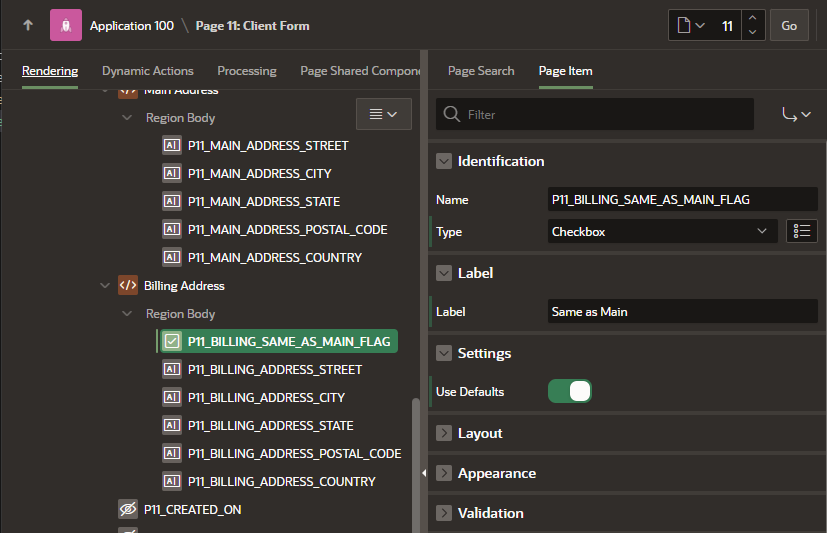 Application 100 \ Page 11: Client Form
11
Go
Rendering Dynamic Actions Processing Page Shared Compone
Page Search Page Item
Main Address
Region Body
P11_MAIN_ADDRESS_STREET
P11_MAIN_ADDRESS_CITY
P11_MAIN_ADDRESS_STATE
P11_MAIN_ADDRESS_POSTAL_CODE
P11_MAIN_ADDRESS_COUNTRY
Billing Address
Region Body
P11_BILLING_SAME_AS_MAIN_FLAG
P11_BILLING_ADDRESS_STREET
P11_BILLING_ADDRESS_CITY
P11_BILLING_ADDRESS_STATE
P11_BILLING_ADDRESS_POSTAL_CODE
P11_BILLING_ADDRESS_COUNTRY
P11_CREATED_ON
Filter
Identification
Name P11_BILLING_SAME_AS_MAIN_FLAG
Type Checkbox
Label
Label Same as Main
Settings
Use Defaults
Layout
Appearance
Validation